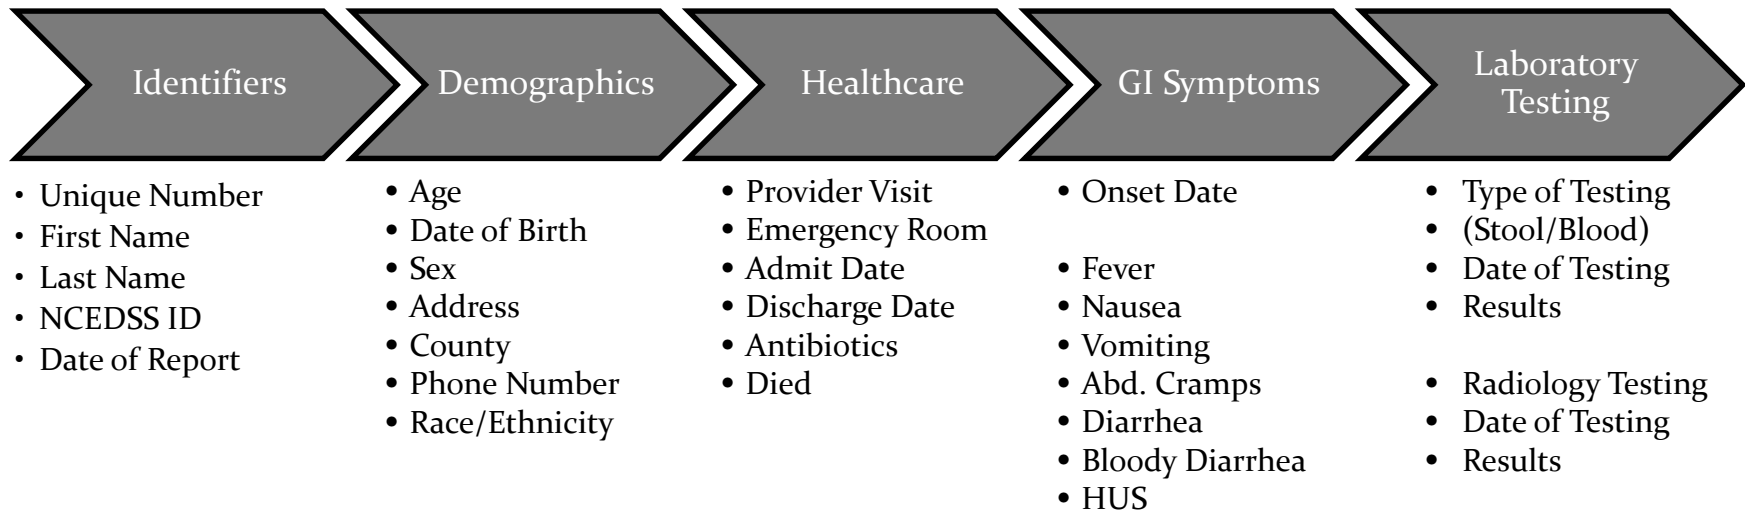 Identifiers
Demographics
Healthcare
GI Symptoms
Laboratory
Testing
• Unique Number
• First Name
• Last Name
• NCEDSS ID
• Date of Report
• Age
• Date of Birth
• Sex
• Address
• County
• Phone Number
• Race/Ethnicity
• Provider Visit
• Emergency Room
• Admit Date
• Discharge Date
• Antibiotics
• Died
• Onset Date
• Fever
• Nausea
• Vomiting
• Abd. Cramps
• Diarrhea
• Bloody Diarrhea
• HUS
• Type of Testing
• (Stool/Blood)
• Date of Testing
• Results
• Radiology Testing
• Date of Testing
• Results